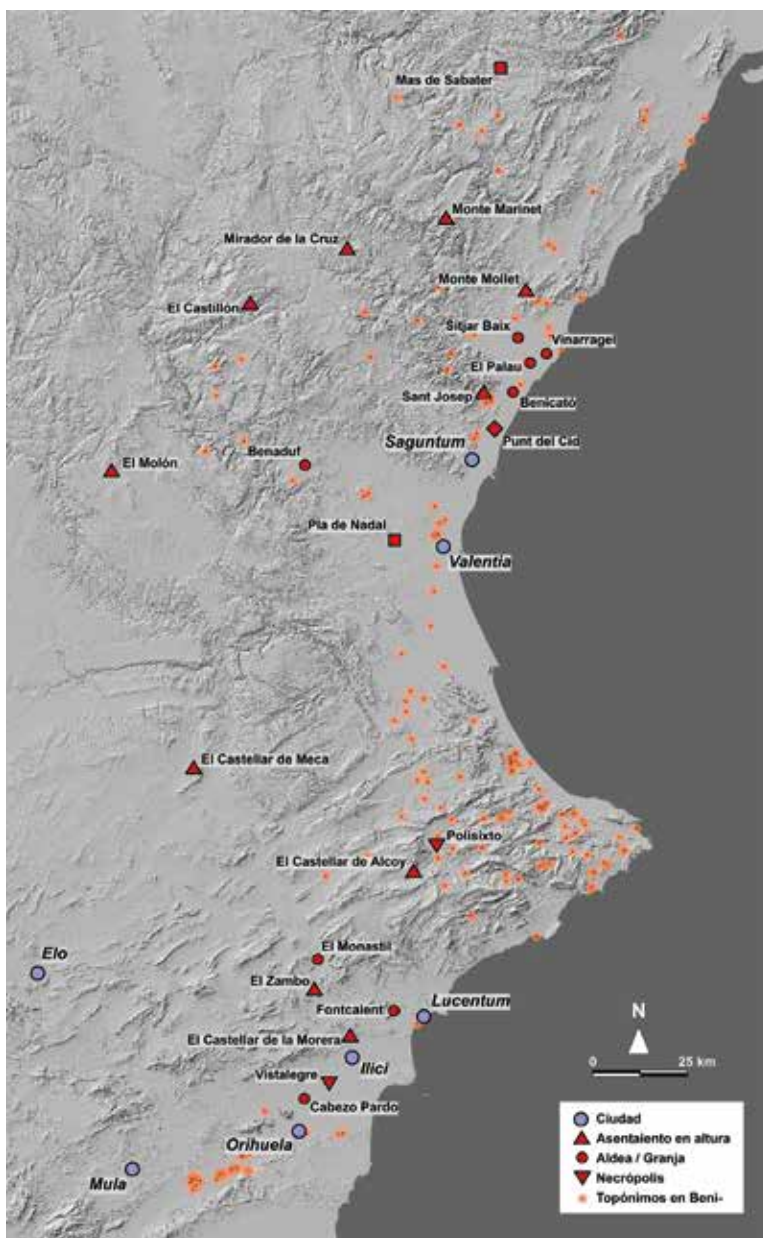 Mas de Sabater
Monte Marinet
Mirador de la Cruz
Monte Mollet
El Castillón
Sitjar Baix
Vinarragel
El Palau
Sant Josep
Benicató
Punt del Cid
Saguntum
Benaduf
El Molón
Pla de Nadal
Valentia
El Castellar de Meca
Polisixto
El Castellar de Alcoy
El Monastil
Elo
El Zambo
Fontcalent
Lucentum
El Castellar de la Morera
Ilici
Vistalegre
Cabezo Pardo
Orihuela
Mula
N
0 25 km
Ciudad
Asentaiento en altura
Aldea / Granja
Necrópolis
Topónimos en Beni-